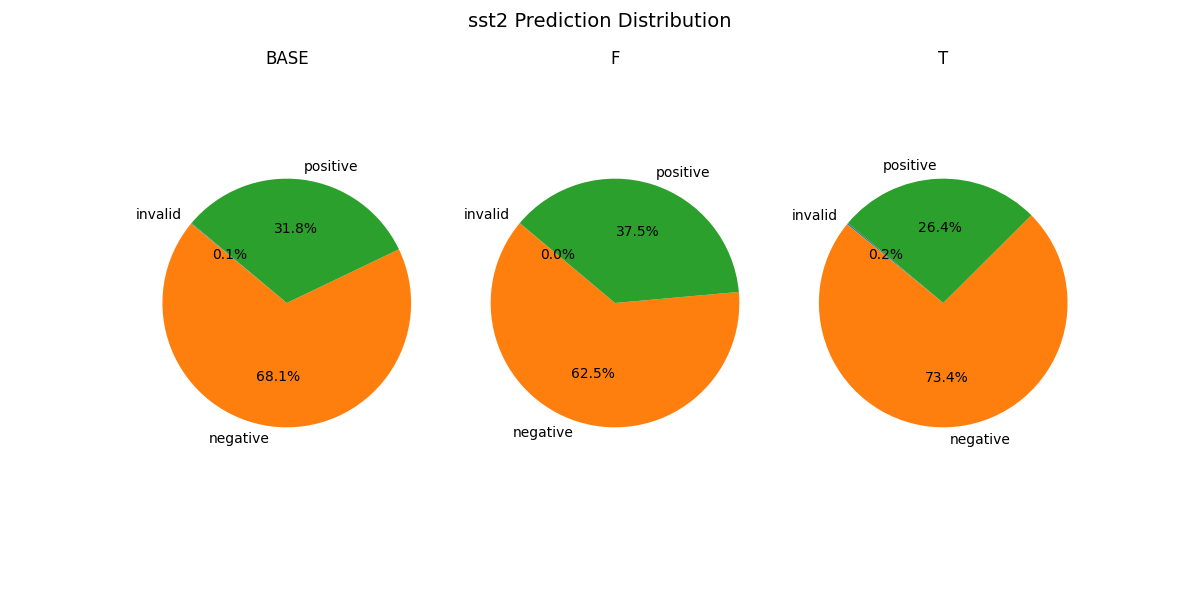 sst2 Prediction Distribution
BASE
positive
invalid
31.8%
0.1%
68.1%
negative
F
positive
invalid
37.5%
0.0%
62.5%
negative
T
positive
invalid
26.4%
0.2%
73.4%
negative